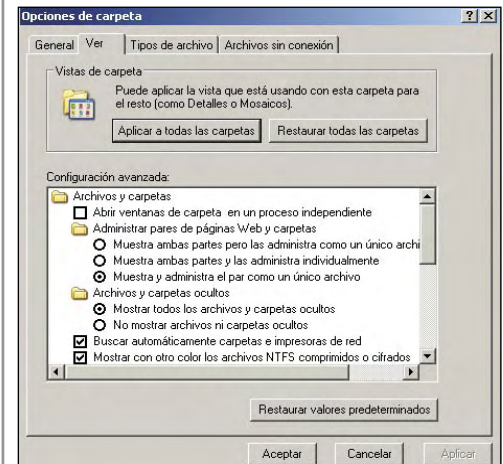 Opciones de carpeta
General Ver Tipos de archivo Archivos sin conexión
Vistas de carpeta
Puede aplicar la vista que está usando con esta carpeta para
el resto (como Detalles o Mosaicos).
Aplicar a todas las carpetas Restaurar todas las carpetas
Configuración avanzada:
Archivos y carpetas
Abrir ventanas de carpeta en un proceso independiente
Administrar pares de páginas Web y carpetas
Muestra ambas partes pero las administra como un único archi
Muestra ambas partes y las administra individualmente
Muestra y administra el par como un único archivo
Archivos y carpetas ocultos
Mostrar todos los archivos y carpetas ocultos
No mostrar archivos ni carpetas ocultos
Buscar automáticamente carpetas e impresoras de red
Mostrar con otro color los archivos NTFS comprimidos o cifrados
Restaurar valores predeterminados
Aceptar Cancelar Aplicar